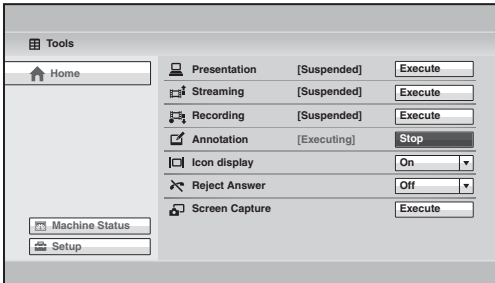 Tools
Home
Presentation [Suspended] Execute
Streaming [Suspended] Execute
Recording [Suspended] Execute
Annotation [Executing] Stop
Icon display On
Reject Answer Off
Screen Capture Execute
Machine Status
Setup